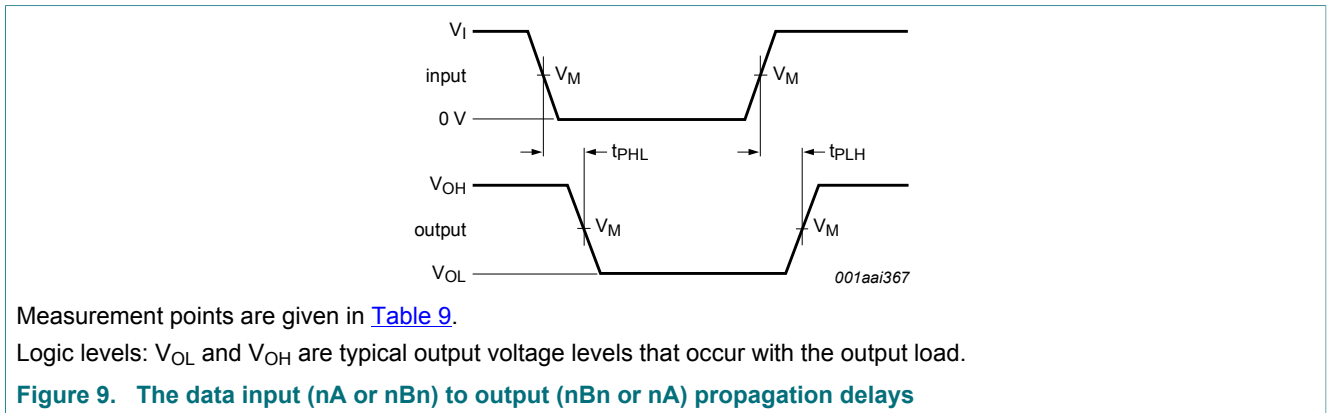 VI
input
VM
VM
0 V
tPHL
tPLH
VOH
output
VM
VM
VOL
001aai367
Measurement points are given in Table 9.
Logic levels: VOL and VOH are typical output voltage levels that occur with the output load.
Figure 9. The data input (nA or nBn) to output (nBn or nA) propagation delays